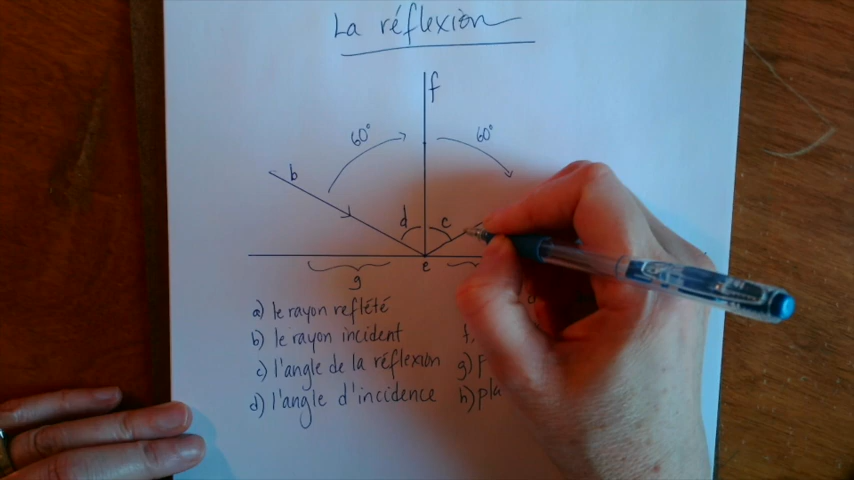 La réflexion
f
60° 60°
b
d c
e
g
a) le rayon reflété
b) le rayon incident
c) l'angle de la réflexion g)
d) l'angle d'incidence h)